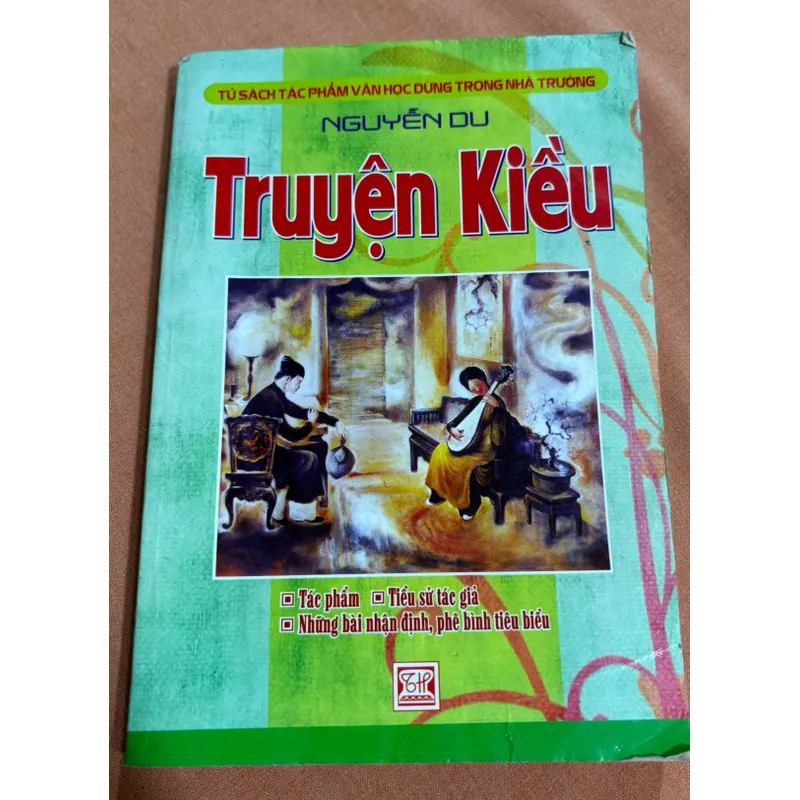 TỦ SÁCH TÁC PHẨM VĂN HỌC DÙNG TRONG NHÀ TRƯỜNG
NGUYỄN DU
Truyện Kiều
Tác phẩm Tiểu sử tác giả
Những bài nhận định, phê bình tiêu biểu
TH